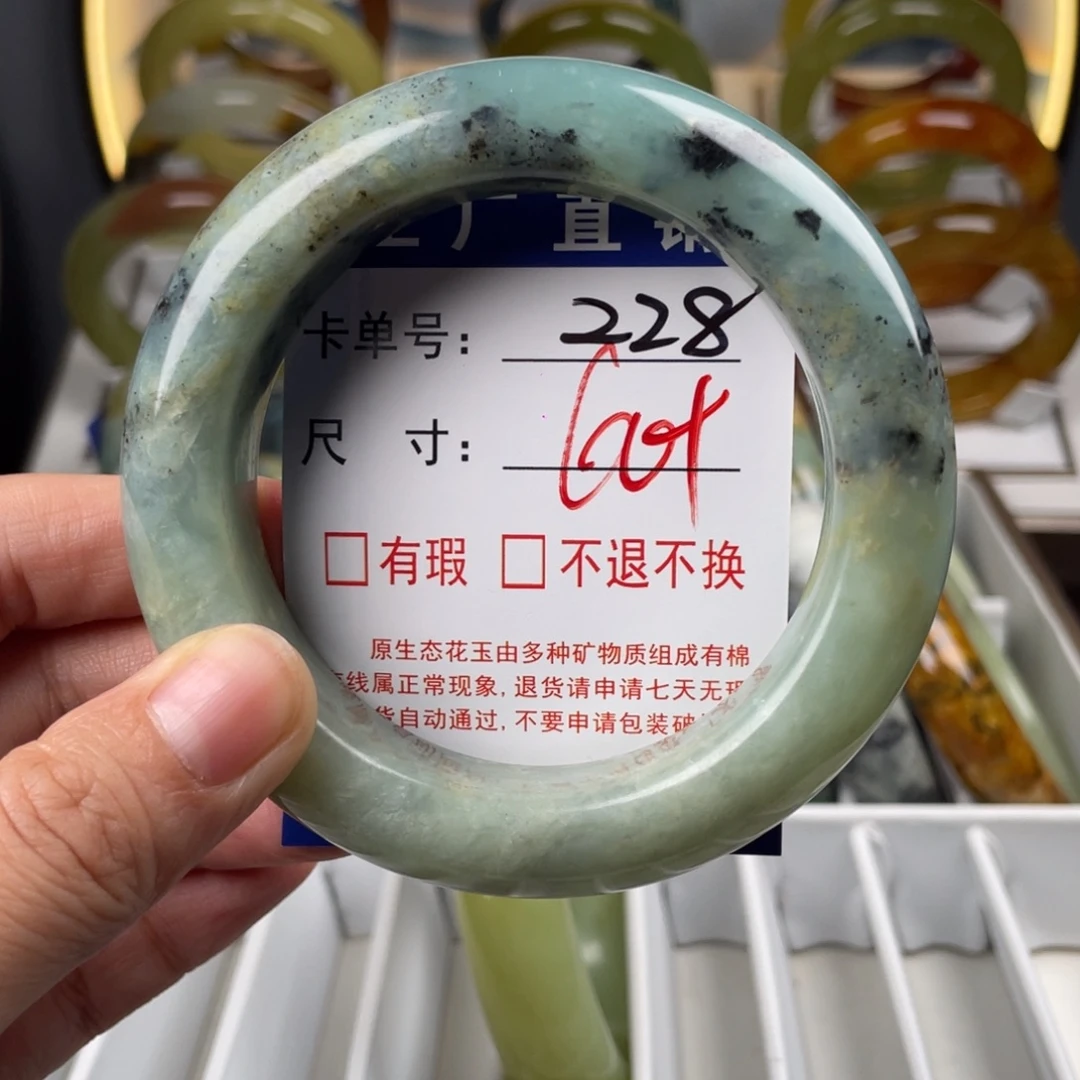 厂直
卡单号：228
尺 寸：
□有瑕 □不退不换
原生态花玉由多种矿物质组成有棉
线属正常现象，退货请申请七天无理
货自动通过，不要申请包装破